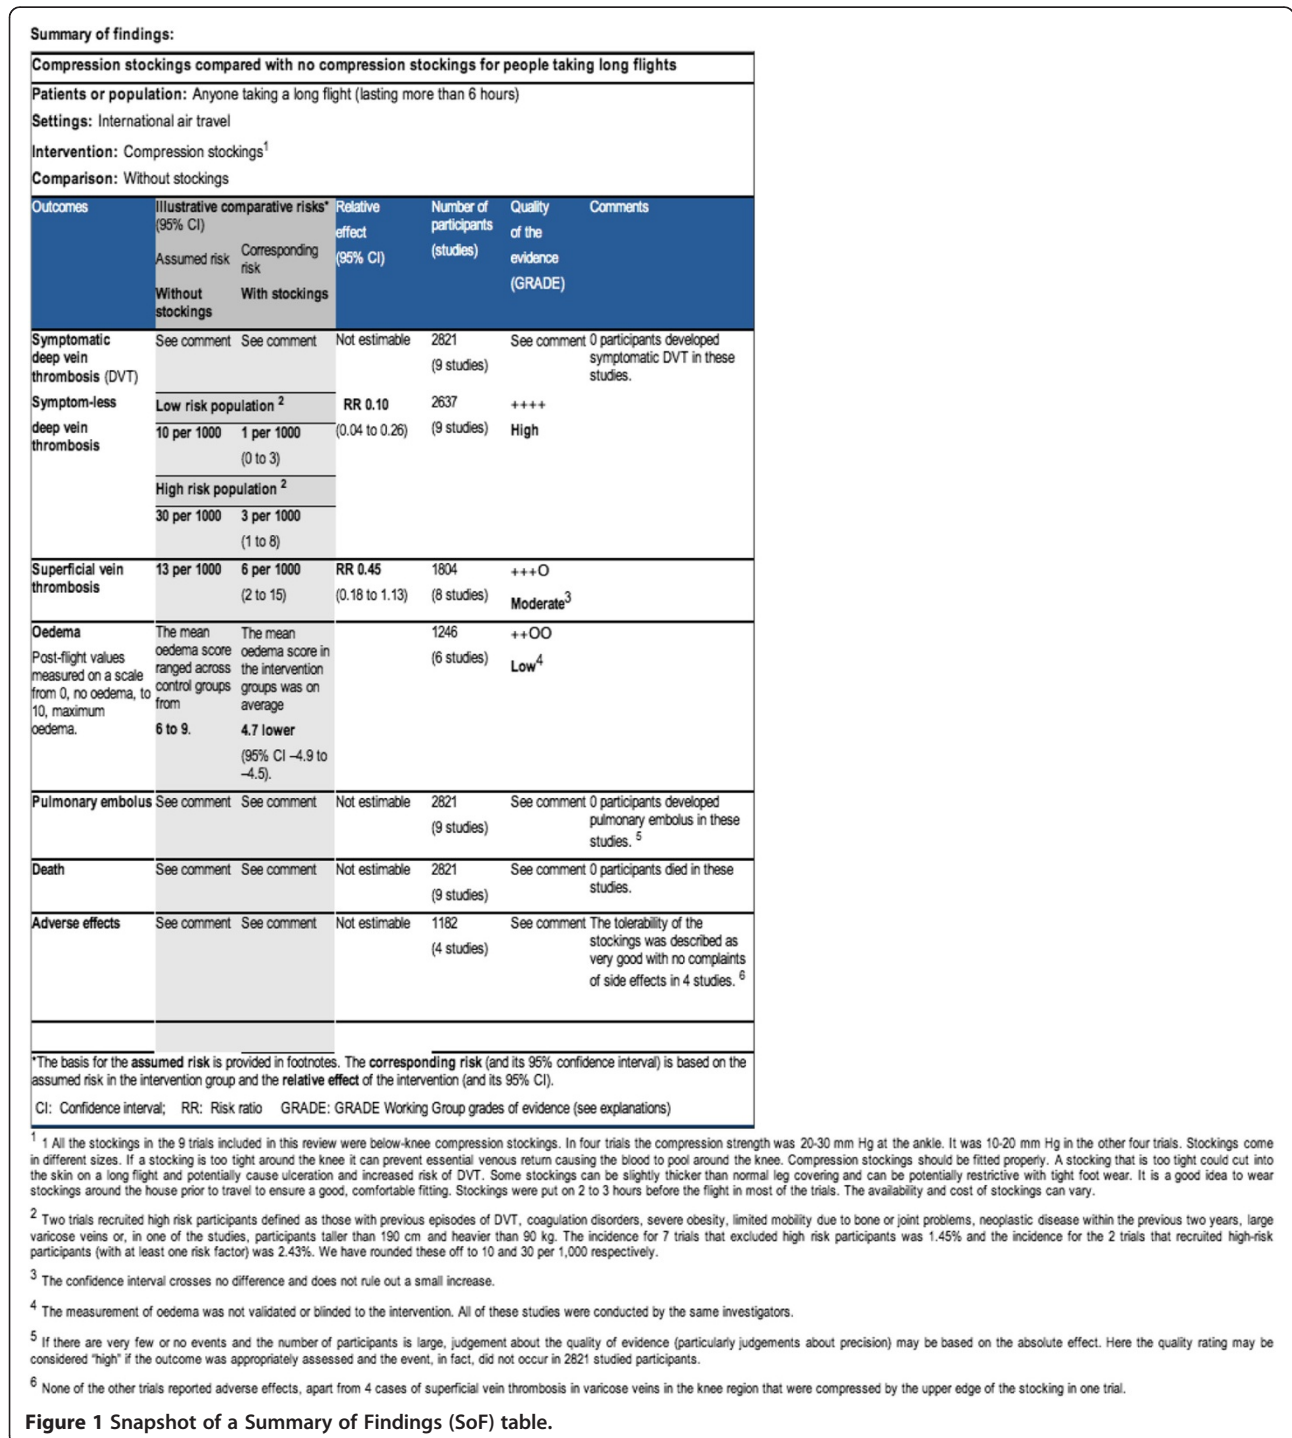 Summary of findings:
Compression stockings compared with no compression stockings for people taking long flights
Patients or population: Anyone taking a long flight (lasting more than 6 hours)
Settings: International air travel
Intervention: Compression stockings1
Comparison: Without stockings
Outcomes
Illustrative comparative risks*
(95% CI)
Assumed risk
Corresponding
risk
Without
stockings
With stockings
Relative
effect
(95% CI)
Number of
participants
(studies)
Quality
of the
evidence
(GRADE)
Comments
Symptomatic
deep vein
thrombosis (DVT)
See comment
See comment
Not estimable
2821
(9 studies)
See comment
0 participants developed
symptomatic DVT in these
studies.
Symptom-less
deep vein
thrombosis
Low risk population 2
10 per 1000
1 per 1000
(0 to 3)
High risk population 2
30 per 1000
3 per 1000
(1 to 8)
RR 0.10
(0.04 to 0.26)
2637
(9 studies)
++++
High
Superficial vein
thrombosis
13 per 1000
6 per 1000
(2 to 15)
RR 0.45
(0.18 to 1.13)
1804
(8 studies)
+++O
Moderate3
Oedema
Post-flight values
measured on a scale
from 0, no oedema, to
10, maximum
oedema.
The mean
oedema score
ranged across
control groups
from
6 to 9.
The mean
oedema score in
the intervention
groups was on
average
4.7 lower
(95% CI –4.9 to
–4.5).
1246
(6 studies)
++OO
Low4
Pulmonary embolus
See comment
See comment
Not estimable
2821
(9 studies)
See comment
0 participants developed
pulmonary embolus in these
studies. 5
Death
See comment
See comment
Not estimable
2821
(9 studies)
See comment
0 participants died in these
studies.
Adverse effects
See comment
See comment
Not estimable
1182
(4 studies)
See comment
The tolerability of the
stockings was described as
very good with no complaints
of side effects in 4 studies. 6
*The basis for the assumed risk is provided in footnotes. The corresponding risk (and its 95% confidence interval) is based on the
assumed risk in the intervention group and the relative effect of the intervention (and its 95% CI).
CI: Confidence interval; RR: Risk ratio GRADE: GRADE Working Group grades of evidence (see explanations)
1 1 All the stockings in the 9 trials included in this review were below-knee compression stockings. In four trials the compression strength was 20-30 mm Hg at the ankle. It was 10-20 mm Hg in the other four trials. Stockings come
in different sizes. If a stocking is too tight around the knee it can prevent essential venous return causing the blood to pool around the knee. Compression stockings should be fitted properly. A stocking that is too tight could cut into
the skin on a long flight and potentially cause ulceration and increased risk of DVT. Some stockings can be slightly thicker than normal leg covering and can be potentially restrictive with tight foot wear. It is a good idea to wear
stockings around the house prior to travel to ensure a good, comfortable fitting. Stockings were put on 2 to 3 hours before the flight in most of the trials. The availability and cost of stockings can vary.
2 Two trials recruited high risk participants defined as those with previous episodes of DVT, coagulation disorders, severe obesity, limited mobility due to bone or joint problems, neoplastic disease within the previous two years, large
varicose veins or, in one of the studies, participants taller than 190 cm and heavier than 90 kg. The incidence for 7 trials that excluded high risk participants was 1.45% and the incidence for the 2 trials that recruited high-risk
participants (with at least one risk factor) was 2.43%. We have rounded these off to 10 and 30 per 1,000 respectively.
3 The confidence interval crosses no difference and does not rule out a small increase.
4 The measurement of oedema was not validated or blinded to the intervention. All of these studies were conducted by the same investigators.
5 If there are very few or no events and the number of participants is large, judgement about the quality of evidence (particularly judgements about precision) may be based on the absolute effect. Here the quality rating may be
considered "high" if the outcome was appropriately assessed and the event, in fact, did not occur in 2821 studied participants.
6 None of the other trials reported adverse effects, apart from 4 cases of superficial vein thrombosis in varicose veins in the knee region that were compressed by the upper edge of the stocking in one trial.
Figure 1 Snapshot of a Summary of Findings (SoF) table.